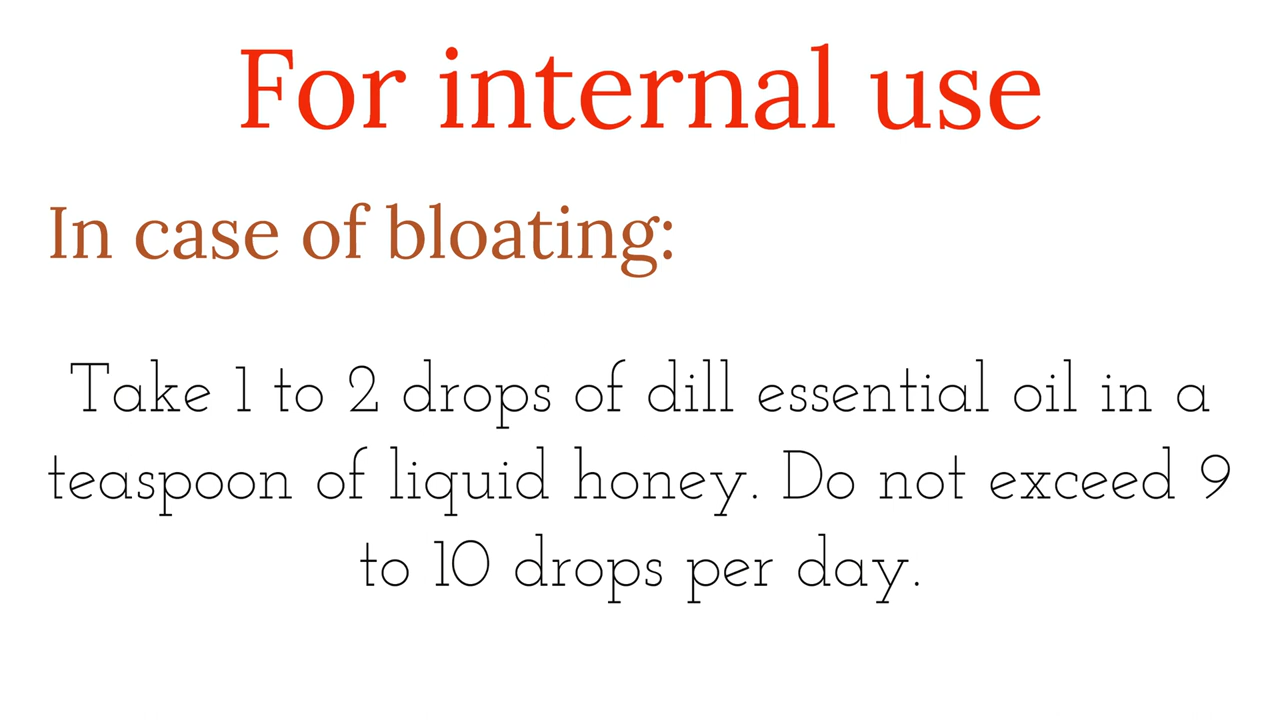 For internal use
In case of bloating:
Take 1 to 2 drops of dill essential oil in a
teaspoon of liquid honey. Do not exceed 9
to 10 drops per day.